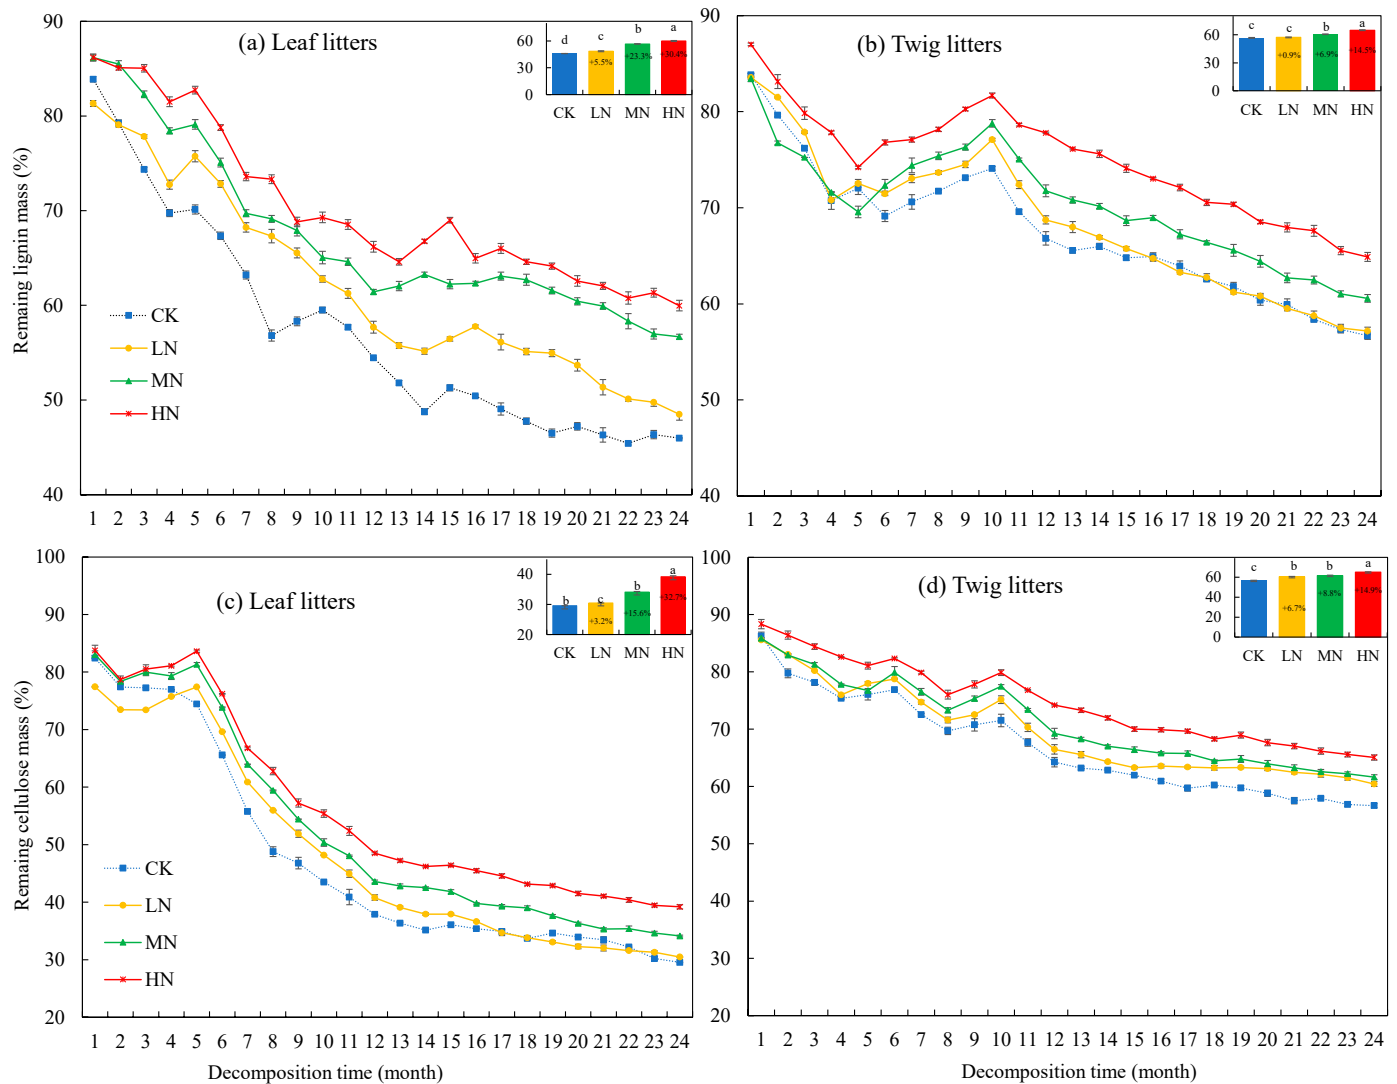 (a) Leaf litters
Remaing lignin mass (%)
90
80
70
60
50
40
1 2 3 4 5 6 7 8 9 10 11 12 13 14 15 16 17 18 19 20 21 22 23 24
CK
LN
MN
HN
60
30
0
d c b a
+5.5% +23.3% +30.4%
CK LN MN HN
(b) Twig litters
90
80
70
60
50
40
1 2 3 4 5 6 7 8 9 10 11 12 13 14 15 16 17 18 19 20 21 22 23 24
60
30
0
c c b a
+0.9% +6.9% +14.5%
CK LN MN HN
(c) Leaf litters
Remaing cellulose mass (%)
100
90
80
70
60
50
40
30
20
1 2 3 4 5 6 7 8 9 10 11 12 13 14 15 16 17 18 19 20 21 22 23 24
Decomposition time (month)
CK
LN
MN
HN
40
30
20
b c b a
+3.2% +15.6% +32.7%
CK LN MN HN
(d) Twig litters
100
90
80
70
60
50
40
30
20
1 2 3 4 5 6 7 8 9 10 11 12 13 14 15 16 17 18 19 20 21 22 23 24
Decomposition time (month)
60
40
20
0
c b b a
+6.7% +8.8% +14.9%
CK LN MN HN